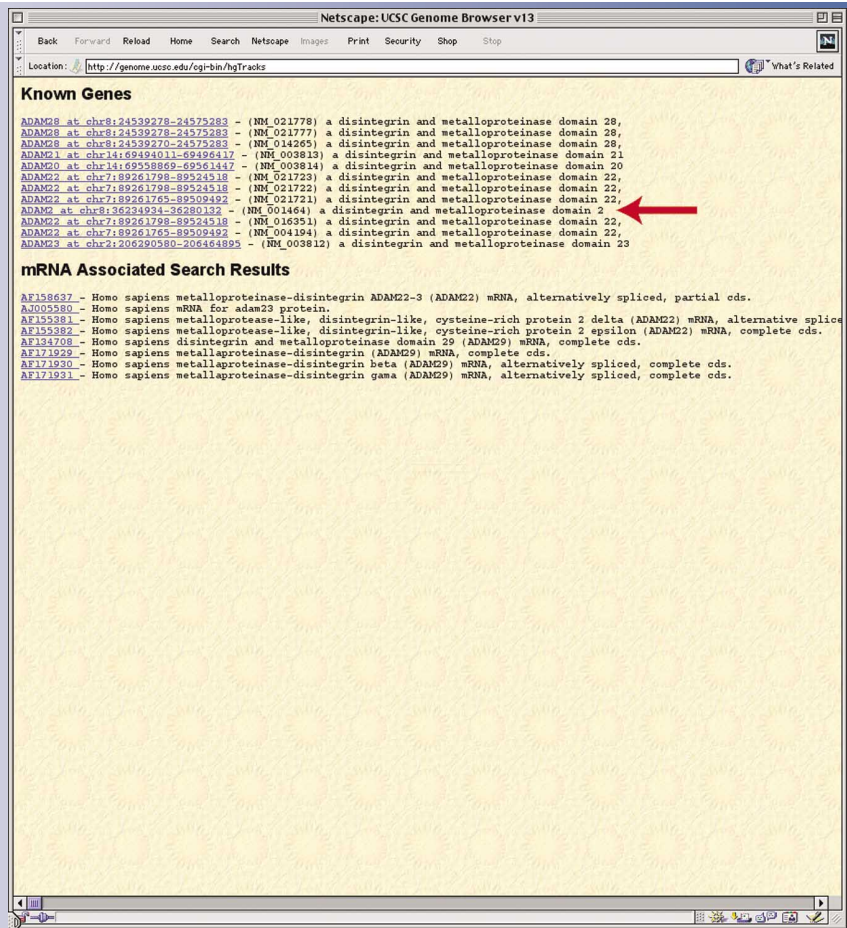 Netscape: UCSC Genome Browser v13
Back Forward Reload Home Search Netscape Images Print Security Shop Stop
N
Location: http://genome.ucsc.edu/cgi-bin/hgTracks What's Related
Known Genes
ADAM28 at chr8:24539278-24575283 - (NM_021778) a disintegrin and metalloproteinase domain 28,
ADAM28 at chr8:24539278-24575283 - (NM_021777) a disintegrin and metalloproteinase domain 28,
ADAM28 at chr8:24539270-24575283 - (NM_014265) a disintegrin and metalloproteinase domain 28,
ADAM21 at chr14:69494011-69496417 - (NM_003813) a disintegrin and metalloproteinase domain 21
ADAM20 at chr14:69558869-69561447 - (NM_003814) a disintegrin and metalloproteinase domain 20
ADAM22 at chr7:89261798-89524518 - (NM_021723) a disintegrin and metalloproteinase domain 22,
ADAM22 at chr7:89261798-89524518 - (NM_021722) a disintegrin and metalloproteinase domain 22,
ADAM22 at chr7:89261765-89509492 - (NM_021721) a disintegrin and metalloproteinase domain 22,
ADAM2 at chr8:36234934-36280132 - (NM_001464) a disintegrin and metalloproteinase domain 2
ADAM22 at chr7:89261798-89524518 - (NM_016351) a disintegrin and metalloproteinase domain 22,
ADAM22 at chr7:89261765-89509492 - (NM_004194) a disintegrin and metalloproteinase domain 22,
ADAM23 at chr2:206290580-206464895 - (NM_003812) a disintegrin and metalloproteinase domain 23
mRNA Associated Search Results
AF158637 - Homo sapiens metalloproteinase-disintegrin ADAM22-3 (ADAM22) mRNA, alternatively spliced, partial cds.
AJ005580 - Homo sapiens mRNA for adam23 protein.
AF155381 - Homo sapiens metalloprotease-like, disintegrin-like, cysteine-rich protein 2 delta (ADAM22) mRNA, alternative splice
AF155382 - Homo sapiens metalloprotease-like, disintegrin-like, cysteine-rich protein 2 epsilon (ADAM22) mRNA, complete cds.
AF134708 - Homo sapiens disintegrin and metalloproteinase domain 29 (ADAM29) mRNA, complete cds.
AF171929 - Homo sapiens metallaproteinase-disintegrin (ADAM29) mRNA, complete cds.
AF171930 - Homo sapiens metallaproteinase-disintegrin beta (ADAM29) mRNA, alternatively spliced, complete cds.
AF171931 - Homo sapiens metallaproteinase-disintegrin gama (ADAM29) mRNA, alternatively spliced, complete cds.